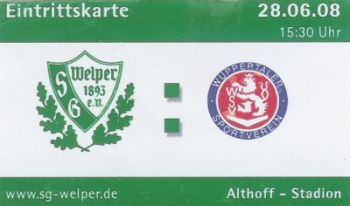 Eintrittskarte
28.06.08
15:30 Uhr
SG Welper
1893
e.V.
WUPPERTALER
WSV
SPORTVEREIN
www.sg-welper.de
Althoff - Stadion